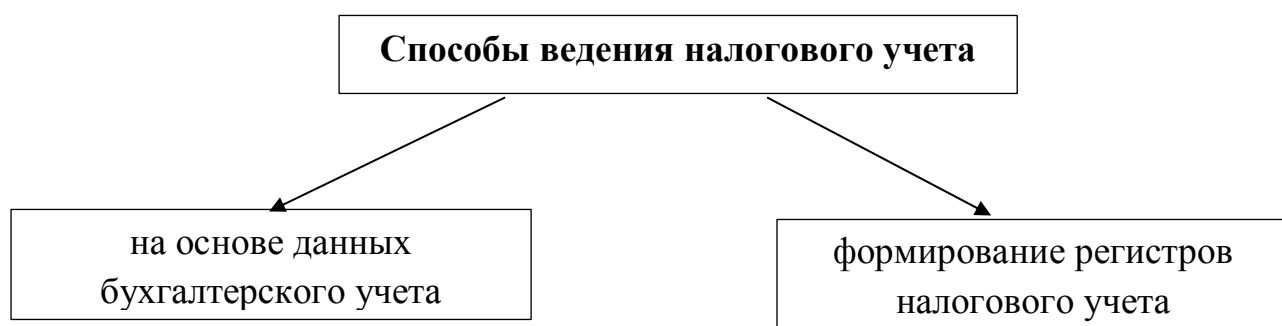 Способы ведения налогового учета
на основе данных
бухгалтерского учета
формирование регистров
налогового учета